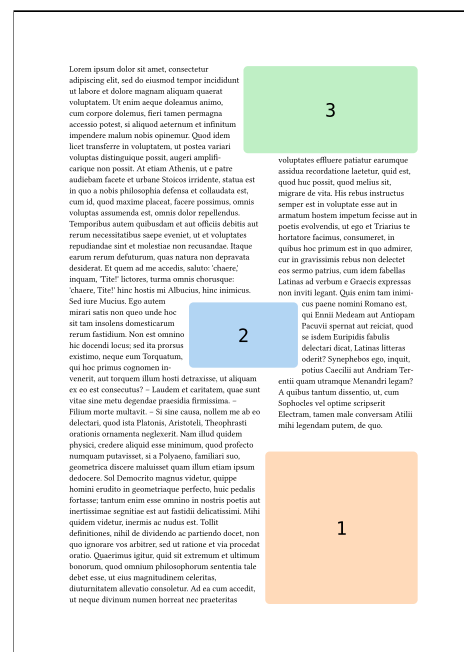 Lorem ipsum dolor sit amet, consectetur
adipiscing elit, sed do eiusmod tempor incididunt
ut labore et dolore magnam aliquam quaerat
voluptatem. Ut enim aeque doleamus animo,
cum corpore dolemus, fieri tamen permagna
accessio potest, si aliquod aeternum et infinitum
impendere malum nobis opinemur. Quod idem
licet transferre in voluptatem, ut postea variari
voluptas distinguique possit, augeri amplifi-
carique non possit. At etiam Athenis, ut e patre
audiebam facete et urbane Stoicos irridente, statua est
in quo a nobis philosophia defensa et collaudata est,
cum id, quod maxime placeat, facere possimus, omnis
voluptas assumenda est, omnis dolor repellendus.
Temporibus autem quibusdam et aut officiis debitis aut
rerum necessitatibus saepe eveniet, ut et voluptates
repudiandae sint et molestiae non recusandae. Itaque
earum rerum defuturum, quas natura non depravata
desiderat. Et quem ad me accedis, saluto: 'chaere,'
inquam, 'Tite!' lictores, turma omnis chorusque:
'chaere, Tite!' hinc hostis mi Albucius, hinc inimicus.
Sed iure Mucius. Ego autem
mirari satis non queo unde hoc
sit tam insolens domesticarum
rerum fastidium. Non est omnino
hic docendi locus; sed ita prorsus
existimo, neque eum Torquatum,
qui hoc primus cognomen in-
venerit, aut torquem illum hosti detraxisse, ut aliquam
ex eo est consecutus? – Laudem et caritatem, quae sunt
vitae sine metu degendae praesidia firmissima. –
Filium morte multavit. – Si sine causa, nollem me ab eo
delectari, quod ista Platonis, Aristoteli, Theophrasti
orationis ornamenta neglexerit. Nam illud quidem
physici, credere aliquid esse minimum, quod profecto
numquam putavisset, si a Polyaeno, familiari suo,
geometrica discere maluisset quam illum etiam ipsum
dedocere. Sol Democrito magnus videtur, quippe
homini erudito in geometriaque perfecto, huic pedalis
fortasse; tantum enim esse omnino in nostris poetis aut
inertissimae segnitiae est aut fastidii delicatissimi. Mihi
quidem videtur, inermis ac nudus est. Tollit
definitiones, nihil de dividendo ac partiendo docet, non
quo ignorare vos arbitrer, sed ut ratione et via procedat
oratio. Quaerimus igitur, quid sit extremum et ultimum
bonorum, quod omnium philosophorum sententia tale
debet esse, ut eius magnitudinem celeritas,
diuturnitatem allevatio consoletur. Ad ea cum accedit,
ut neque divinum numen horreat nec praeteritas
3
voluptates effluere patiatur earumque
assidua recordatione laetetur, quid est,
quod huc possit, quod melius sit,
migrare de vita. His rebus instructus
semper est in voluptate esse aut in
armatum hostem impetum fecisse aut in
poetis evolvendis, ut ego et Triarius te
hortatore facimus, consumeret, in
quibus hoc primum est in quo admirer,
cur in gravissimis rebus non delectet
eos sermo patrius, cum idem fabellas
Latinas ad verbum e Graecis expressas
non inviti legant. Quis enim tam inimi-
cus paene nomini Romano est,
qui Ennii Medeam aut Antiopam
Pacuvii spernat aut reiciat, quod
se isdem Euripidis fabulis
delectari dicat, Latinas litteras
oderit? Synephebos ego, inquit,
potius Caecilii aut Andriam Ter-
entii quam utramque Menandri legam?
A quibus tantum dissentio, ut, cum
Sophocles vel optime scripserit
Electram, tamen male conversam Atilii
mihi legendam putem, de quo.
2
1